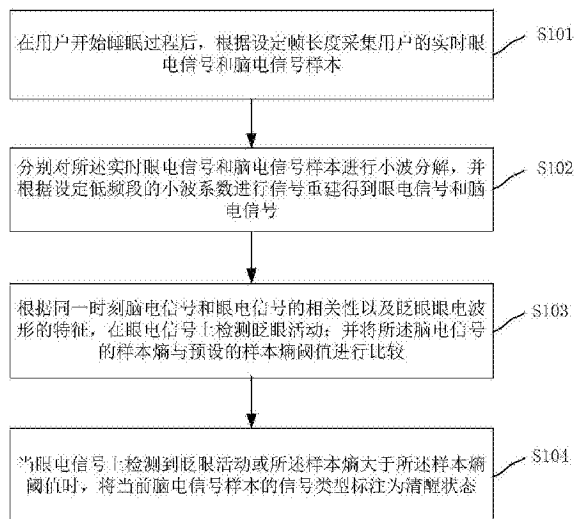 在用户开始睡眠过程后，根据设定帧长度采集用户的实时眼
电信号和脑电信号样本
S101
分别对所述实时眼电信号和脑电信号样本进行小波分解，并
根据设定低频段的小波系数进行信号重建得到眼电信号和脑
电信号
S102
根据同一时刻脑电信号和眼电信号的相关性以及眨眼眼电波
形的特征，在眼电信号上检测眨眼活动；并将所述脑电信号
的样本熵与预设的样本熵阈值进行比较
S103
当眼电信号上检测到眨眼活动或所述样本熵大于所述样本熵
阈值时，将当前脑电信号样本的信号类型标注为清醒状态
S104